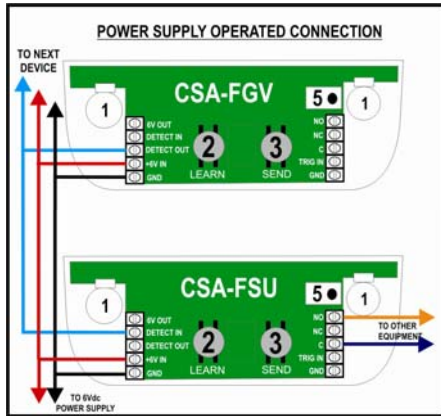 POWER SUPPLY OPERATED CONNECTION
TO NEXT
DEVICE
CSA-FGV
5
1
1
6V OUT
DETECT IN
DETECT OUT
+6V IN
GND
2
LEARN
3
SEND
NO
NC
C
TRIG IN
GND
CSA-FSU
5
1
1
6V OUT
DETECT IN
DETECT OUT
+6V IN
GND
2
LEARN
3
SEND
NO
NC
C
TRIG IN
GND
TO OTHER
EQUIPMENT
TO 6Vdc
POWER SUPPLY